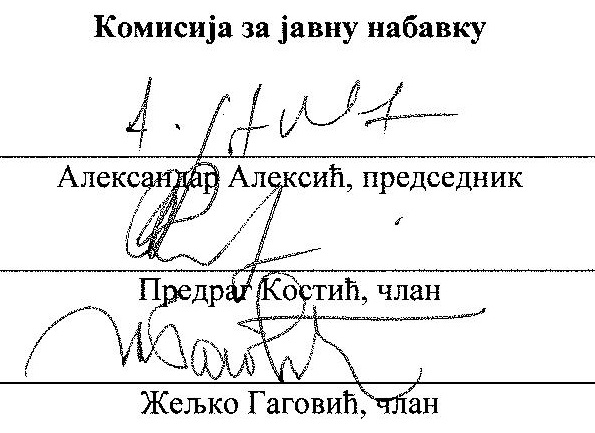 Комисија за јавну набавку
Александар Алексић, председник
Предраг Костић, члан
Жељко Гаговић, члан